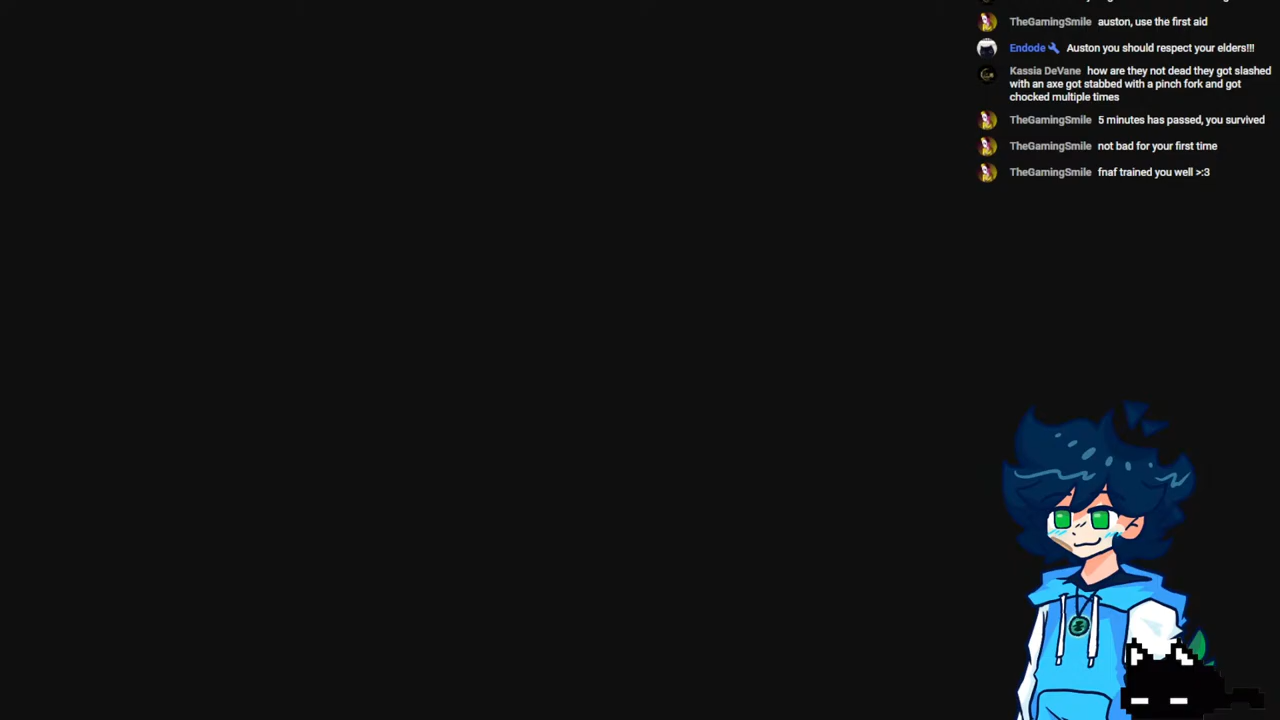 TheGamingSmile auston, use the first aid
Endode Auston you should respect your elders!!!
Kassia DeVane how are they not dead they got slashed
with an axe got stabbed with a pinch fork and got
chocked multiple times
TheGamingSmile 5 minutes has passed, you survived
TheGamingSmile not bad for your first time
TheGamingSmile fnaf trained you well >:3